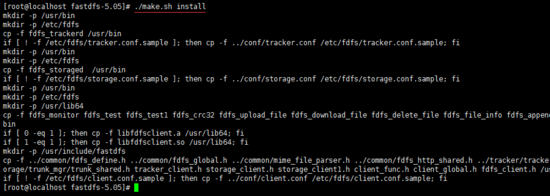 [root@localhost fastdfs-5.05]# ./make.sh install
mkdir -p /usr/bin
mkdir -p /etc/fdfs
cp -f fdfs_trackerd /usr/bin
if [ ! -f /etc/fdfs/tracker.conf.sample ]; then cp -f ../conf/tracker.conf /etc/fdfs/tracker.conf.sample; fi
mkdir -p /usr/bin
mkdir -p /etc/fdfs
cp -f fdfs_storaged  /usr/bin
if [ ! -f /etc/fdfs/storage.conf.sample ]; then cp -f ../conf/storage.conf /etc/fdfs/storage.conf.sample; fi
mkdir -p /usr/bin
mkdir -p /etc/fdfs
mkdir -p /usr/lib64
cp -f fdfs_monitor fdfs_test fdfs_test1 fdfs_crc32 fdfs_upload_file fdfs_download_file fdfs_delete_file fdfs_file_info fdfs_appen
bin
if [ 0 -eq 1 ]; then cp -f libfdfsclient.a /usr/lib64; fi
if [ 1 -eq 1 ]; then cp -f libfdfsclient.so /usr/lib64; fi
mkdir -p /usr/include/fastdfs
cp -f ../common/fdfs_define.h ../common/fdfs_global.h ../common/mime_file_parser.h ../common/fdfs_http_shared.h ../tracker/tracke
orage/trunk_mgr/trunk_shared.h tracker_client.h storage_client.h storage_client1.h client_func.h client_global.h fdfs_client.h /u
if [ ! -f /etc/fdfs/client.conf.sample ]; then cp -f ../conf/client.conf /etc/fdfs/client.conf.sample; fi
[root@localhost fastdfs-5.05]#